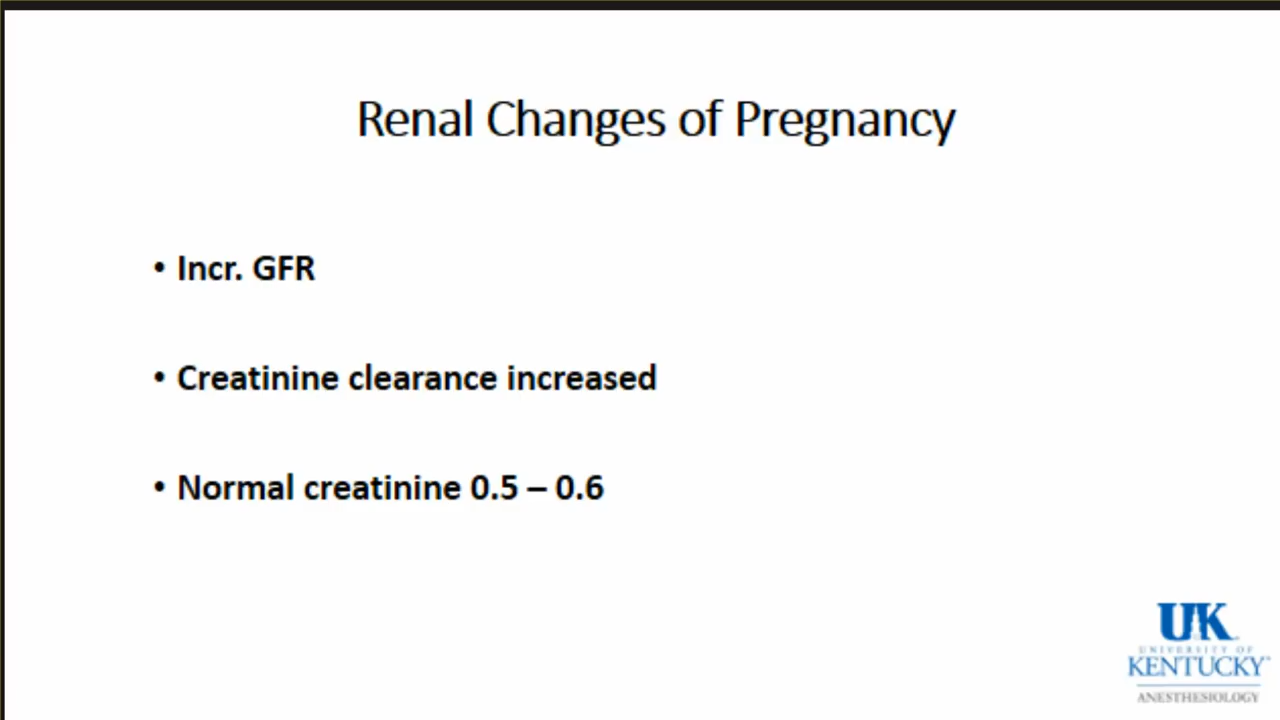 Renal Changes of Pregnancy
• Incr. GFR
• Creatinine clearance increased
• Normal creatinine 0.5 – 0.6
UK
UNIVERSITY OF
KENTUCKY
ANESTHESIOLOGY